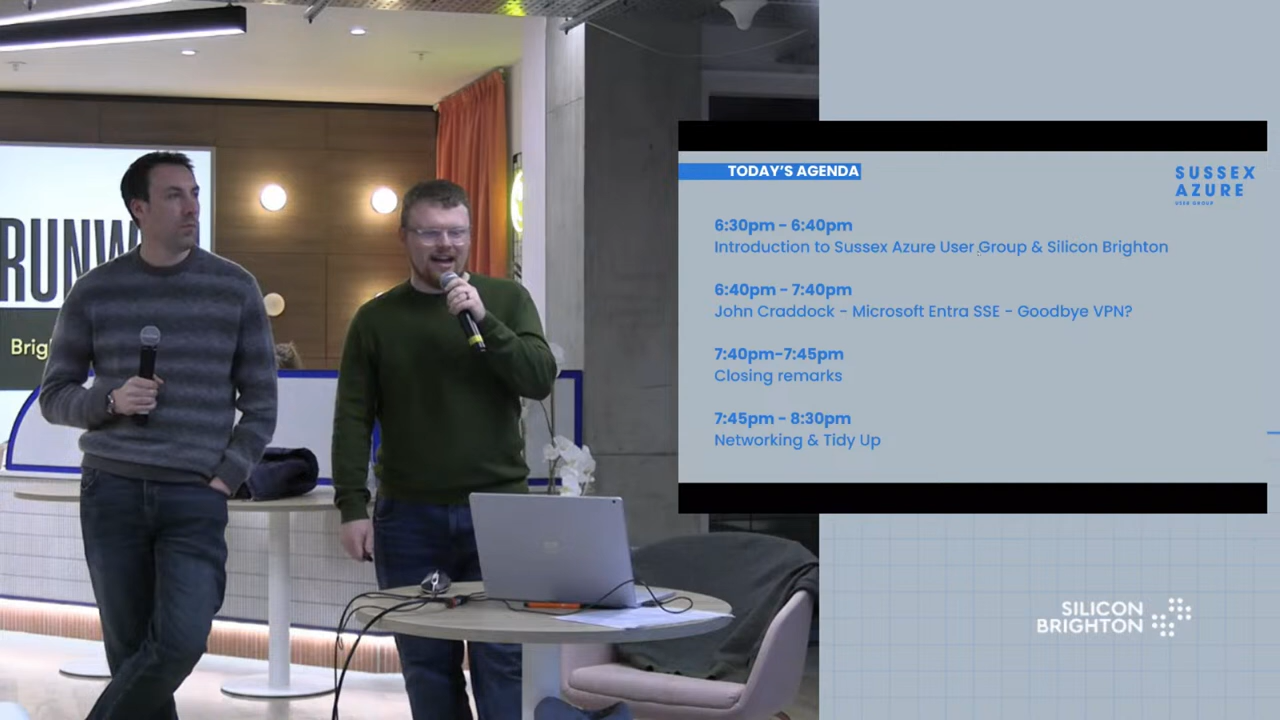 RUNW
Brig
TODAY'S AGENDA
SUSSEX
AZURE
USER GROUP
6:30pm - 6:40pm
Introduction to Sussex Azure User Group & Silicon Brighton
6:40pm - 7:40pm
John Craddock - Microsoft Entra SSE - Goodbye VPN?
7:40pm-7:45pm
Closing remarks
7:45pm - 8:30pm
Networking & Tidy Up
SILICON
BRIGHTON